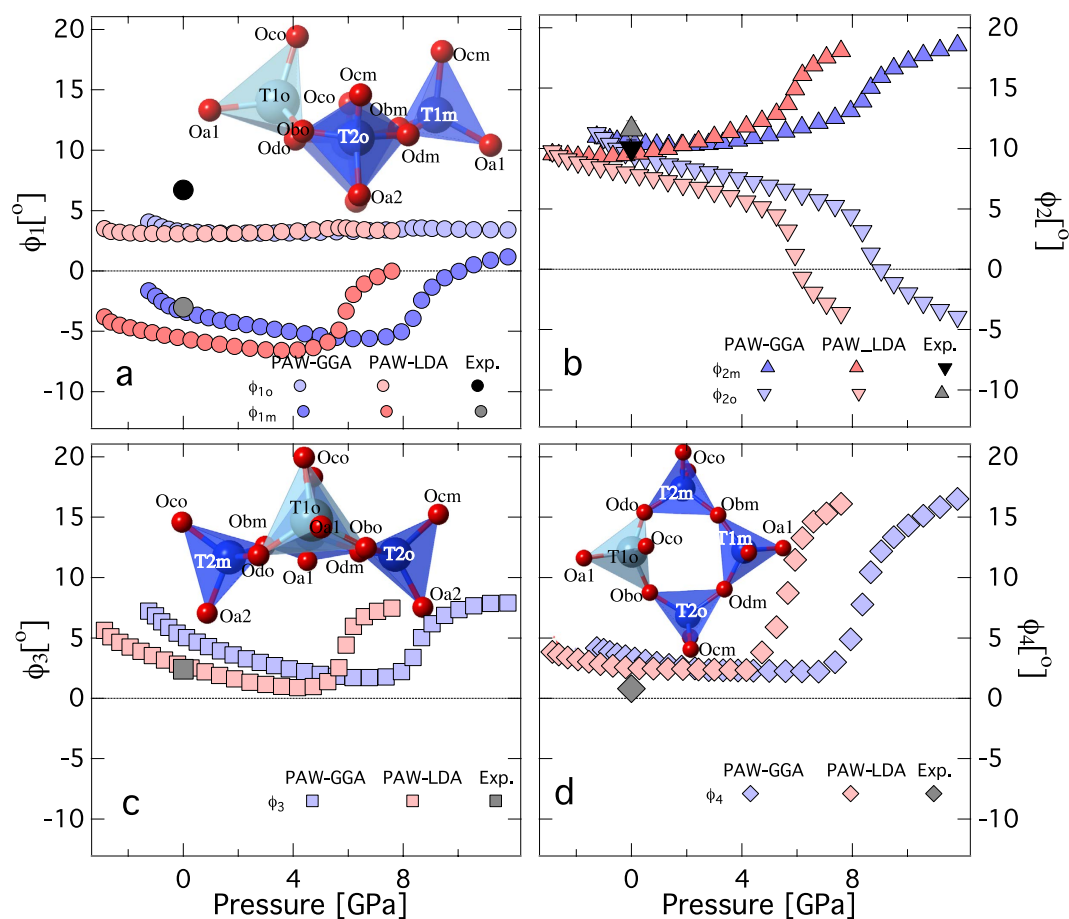 20
15
10
5
0
-5
-10
ϕ1[°]
Oco
Ocm
Ocm
T1o
Oco
Obm
T1m
Oa1
Obo
T2o
Odo
Odm
Oa1
Oa2
PAW-GGA PAW-LDA Exp.
a
ϕ1o
ϕ1m
20
15
10
5
0
-5
-10
ϕ2[°]
PAW-GGA PAW_LDA Exp.
b
ϕ2m
ϕ2o
20
15
10
5
0
-5
-10
ϕ3[°]
Oco
Oco
Ocm
T1o
Obm
Oa1
Obo
T2m
T2o
Odo
Oa1
Odm
Oa2
Oa2
PAW-GGA PAW-LDA Exp.
c
ϕ3
0 4 8
Pressure [GPa]
20
15
10
5
0
-5
-10
ϕ4[°]
Oco
T2m
Odo
Obm
Oa1
T1m
T1o
Oco
Oa1
Obo
Odm
T2o
Ocm
PAW-GGA PAW-LDA Exp.
d
ϕ4
0 4 8
Pressure [GPa]